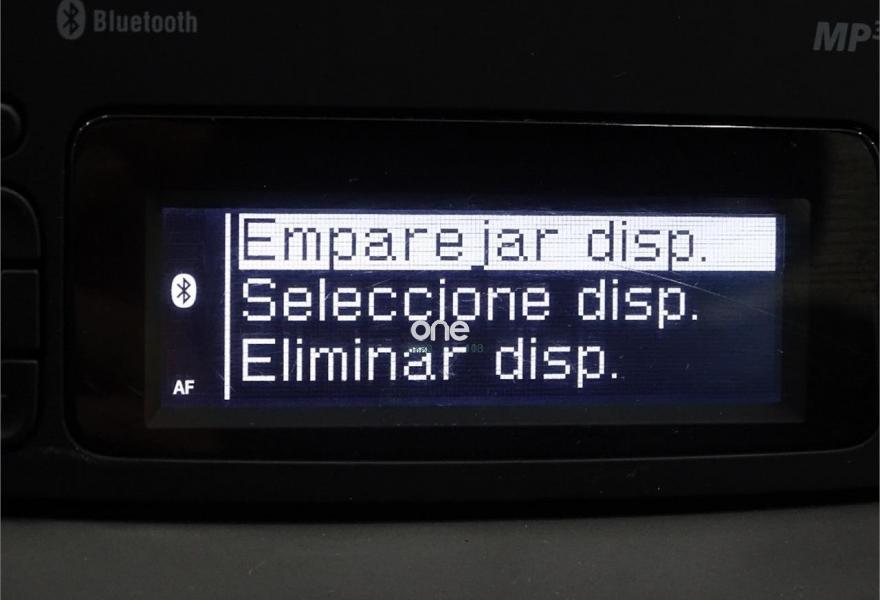 Bluetooth
MP3
Emparejar disp.
Seleccione disp.
one
Eliminar disp.
AF